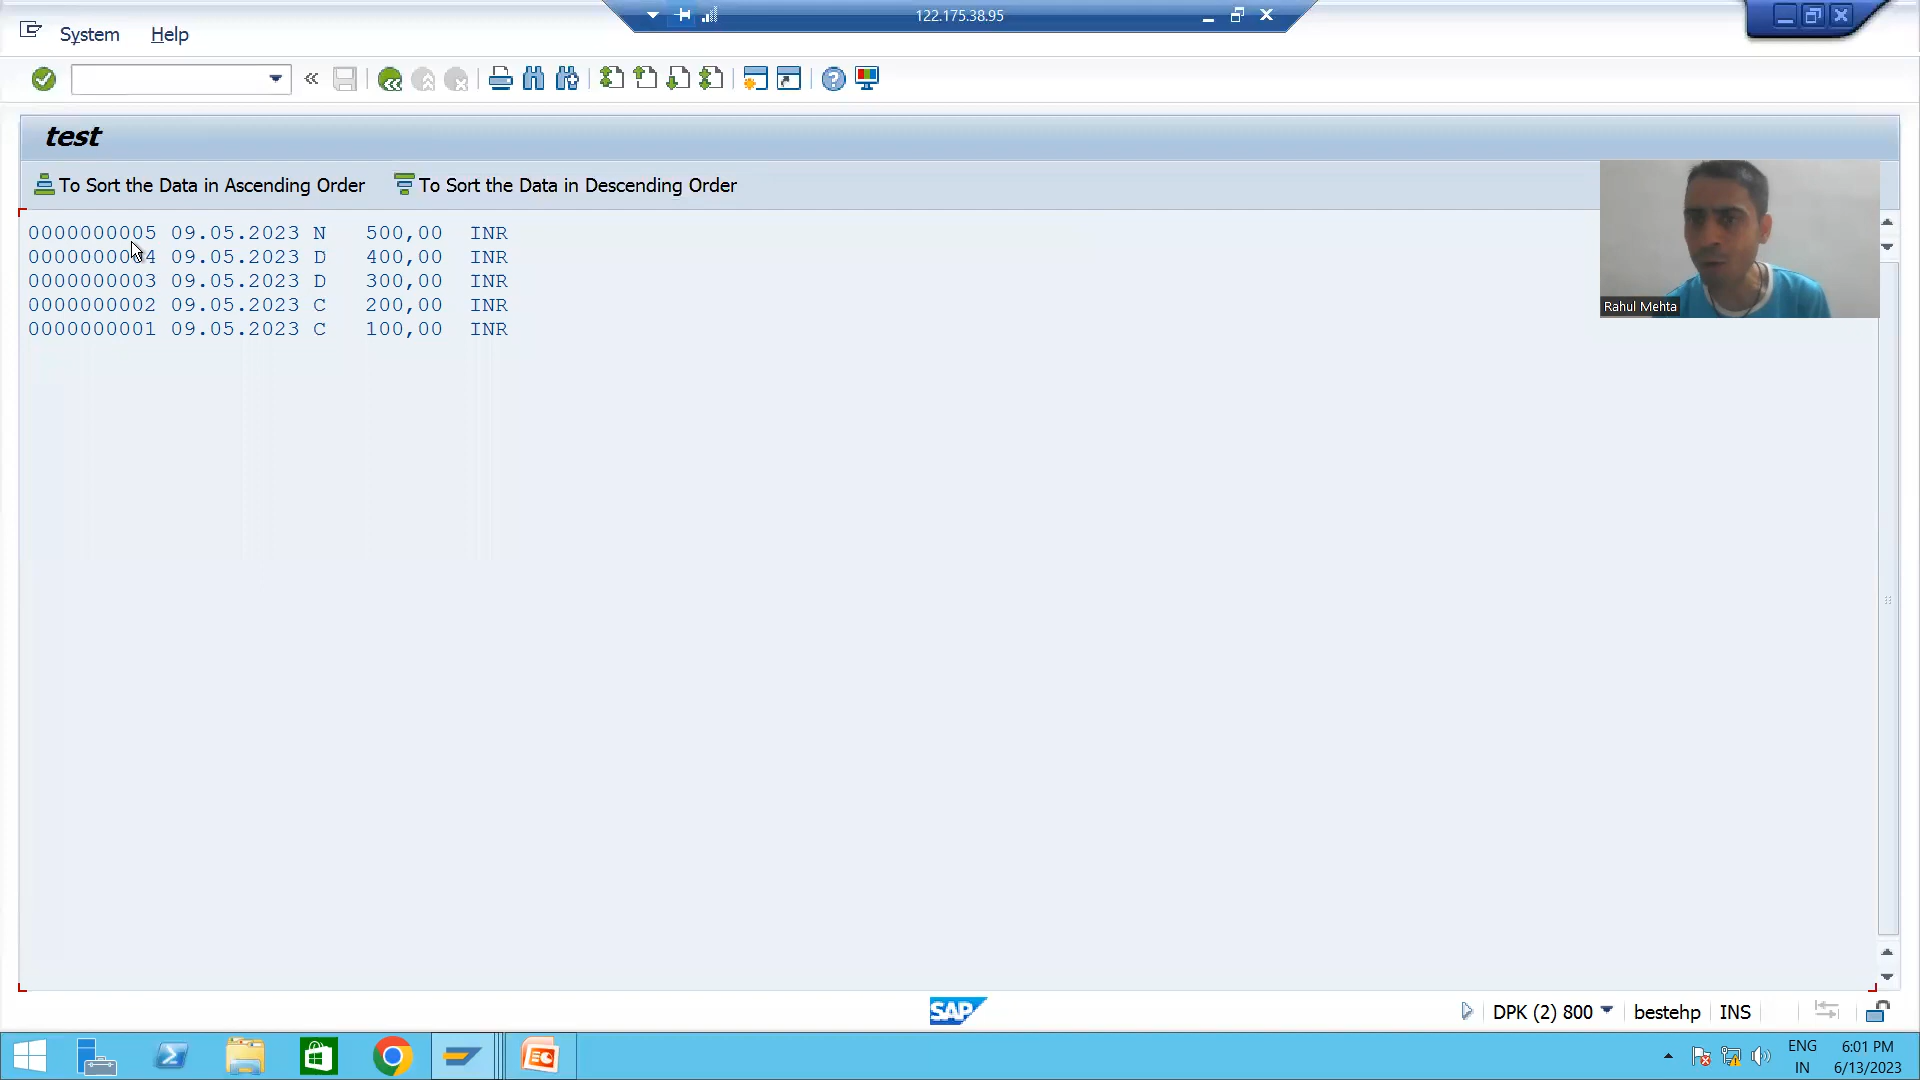 122.175.38.95
System Help
test
To Sort the Data in Ascending Order To Sort the Data in Descending Order
0000000005 09.05.2023 N 500,00 INR
0000000004 09.05.2023 D 400,00 INR
0000000003 09.05.2023 D 300,00 INR
0000000002 09.05.2023 C 200,00 INR
0000000001 09.05.2023 C 100,00 INR
Rahul Mehta
SAP
DPK (2) 800 bestehp INS
ENG 6:01 PM
IN 6/13/2023